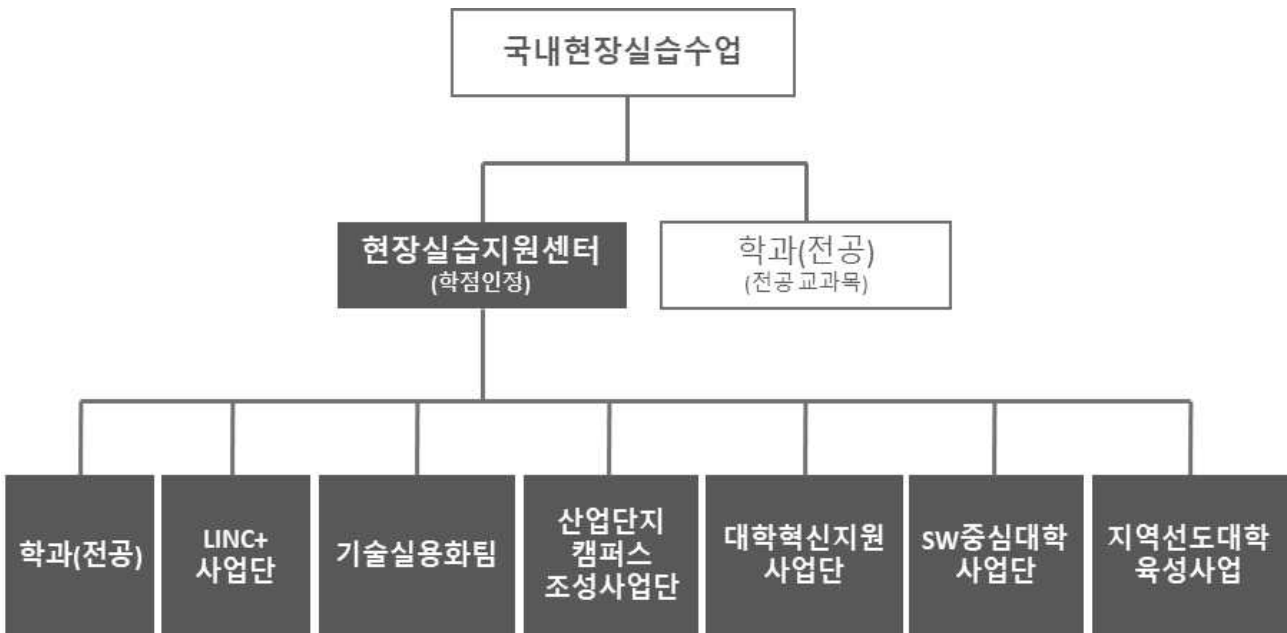 국내현장실습수업
현장실습지원센터
(학점인정)
학과(전공)
(전공 교과목)
학과(전공)
LINC+
사업단
기술실용화팀
산업단지
캠퍼스
조성사업단
대학혁신지원
사업단
SW중심대학
사업단
지역선도대학
육성사업